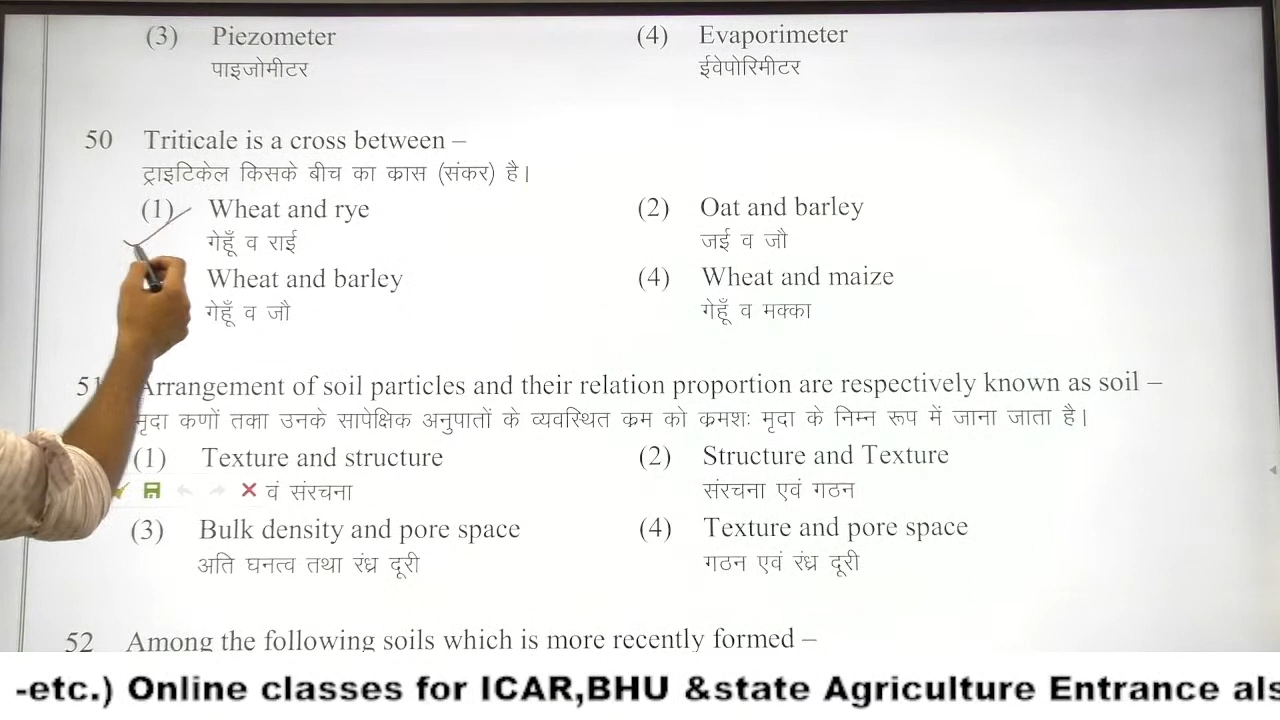 (3) Piezometer (4) Evaporimeter
पाइजोमीटर ईवेपोरिमीटर
50 Triticale is a cross between –
ट्राइटिकेल किसके बीच का क्रास (संकर) है।
(1) Wheat and rye (2) Oat and barley
गेहूँ व राई जई व जौ
Wheat and barley (4) Wheat and maize
गेहूँ व जौ गेहूँ व मक्का
51 Arrangement of soil particles and their relation proportion are respectively known as soil –
मृदा कणों तका उनके सापेक्षिक अनुपातों के व्यवस्थित क्रम को क्रमशः मृदा के निम्न रूप में जाना जाता है।
(1) Texture and structure (2) Structure and Texture
वं संरचना संरचना एवं गठन
(3) Bulk density and pore space (4) Texture and pore space
अति घनत्व तथा रंध्र दूरी गठन एवं रंध्र दूरी
52 Among the following soils which is more recently formed –
-etc.) Online classes for ICAR,BHU &state Agriculture Entrance als